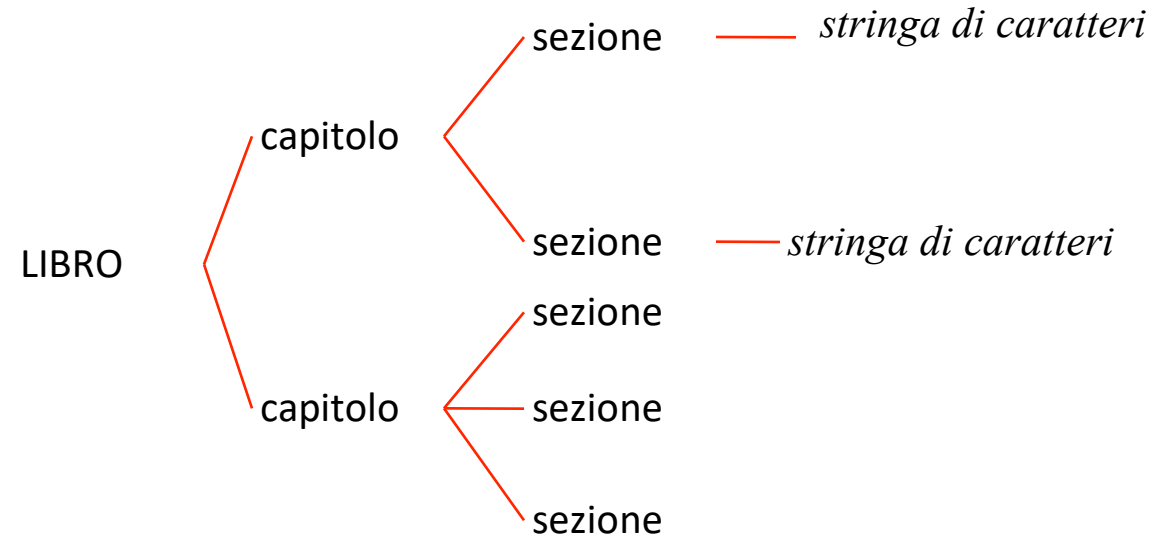 sezione stringa di caratteri
capitolo
sezione stringa di caratteri
LIBRO
sezione
capitolo sezione
sezione